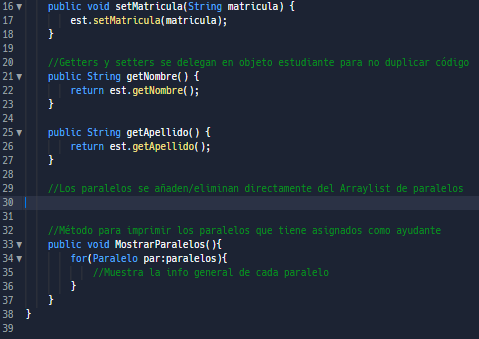 16 public void setMatricula(String matricula) {
17 est.setMatricula(matricula);
18 }
19
20 //Getters y setters se delegan en objeto estudiante para no duplicar código
21 public String getNombre() {
22 return est.getNombre();
23 }
24
25 public String getApellido() {
26 return est.getApellido();
27 }
28
29 //Los paralelos se añaden/eliminan directamente del Arraylist de paralelos
30
31
32 //Método para imprimir los paralelos que tiene asignados como ayudante
33 public void MostrarParalelos(){
34 for(Paralelo par:paralelos){
35 //Muestra la info general de cada paralelo
36 }
37 }
38 }
39